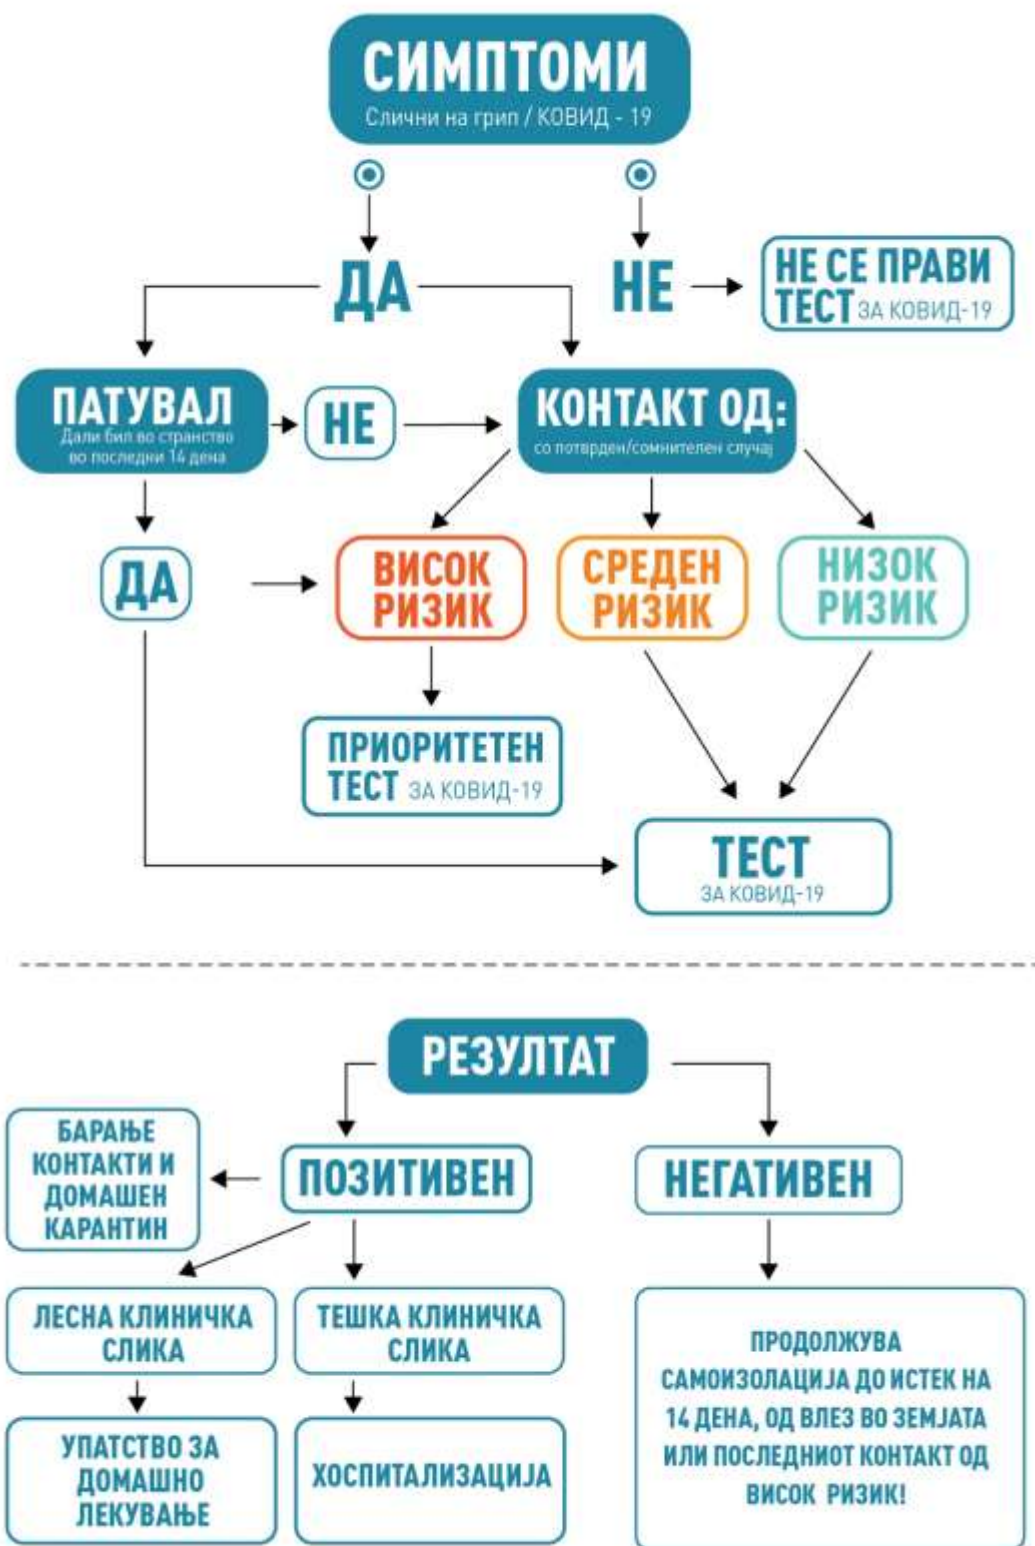 СИМПТОМИ
Слични на грип / КОВИД - 19
ДА
НЕ
НЕ СЕ ПРАВИ
ТЕСТ ЗА КОВИД-19
ПАТУВАЛ
Дали бил во странство
во последни 14 дена
НЕ
КОНТАКТ ОД:
со потврден/сомнителен случај
ДА
ВИСОК
РИЗИК
СРЕДЕН
РИЗИК
НИЗОК
РИЗИК
ПРИОРИТЕТЕН
ТЕСТ ЗА КОВИД-19
ТЕСТ
ЗА КОВИД-19
РЕЗУЛТАТ
БАРАЊЕ
КОНТАКТИ И
ДОМАШЕН
КАРАНТИН
ПОЗИТИВЕН
НЕГАТИВЕН
ЛЕСНА КЛИНИЧКА
СЛИКА
ТЕШКА КЛИНИЧКА
СЛИКА
УПАТСТВО ЗА
ДОМАШНО
ЛЕКУВАЊЕ
ХОСПИТАЛИЗАЦИЈА
ПРОДОЛЖУВА
САМОИЗОЛАЦИЈА ДО ИСТЕК НА
14 ДЕНА, ОД ВЛЕЗ ВО ЗЕМЈАТА
ИЛИ ПОСЛЕДНИОТ КОНТАКТ ОД
ВИСОК РИЗИК!